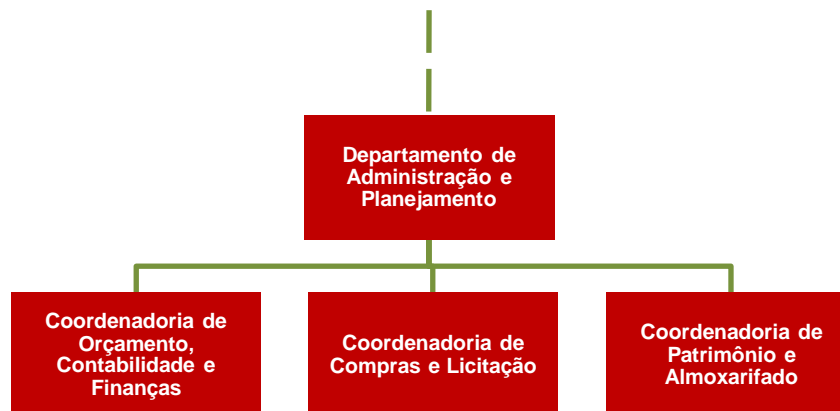 Departamento de
Administração e
Planejamento
Coordenadoria de
Orçamento,
Contabilidade e
Finanças
Coordenadoria de
Compras e Licitação
Coordenadoria de
Patrimônio e
Almoxarifado